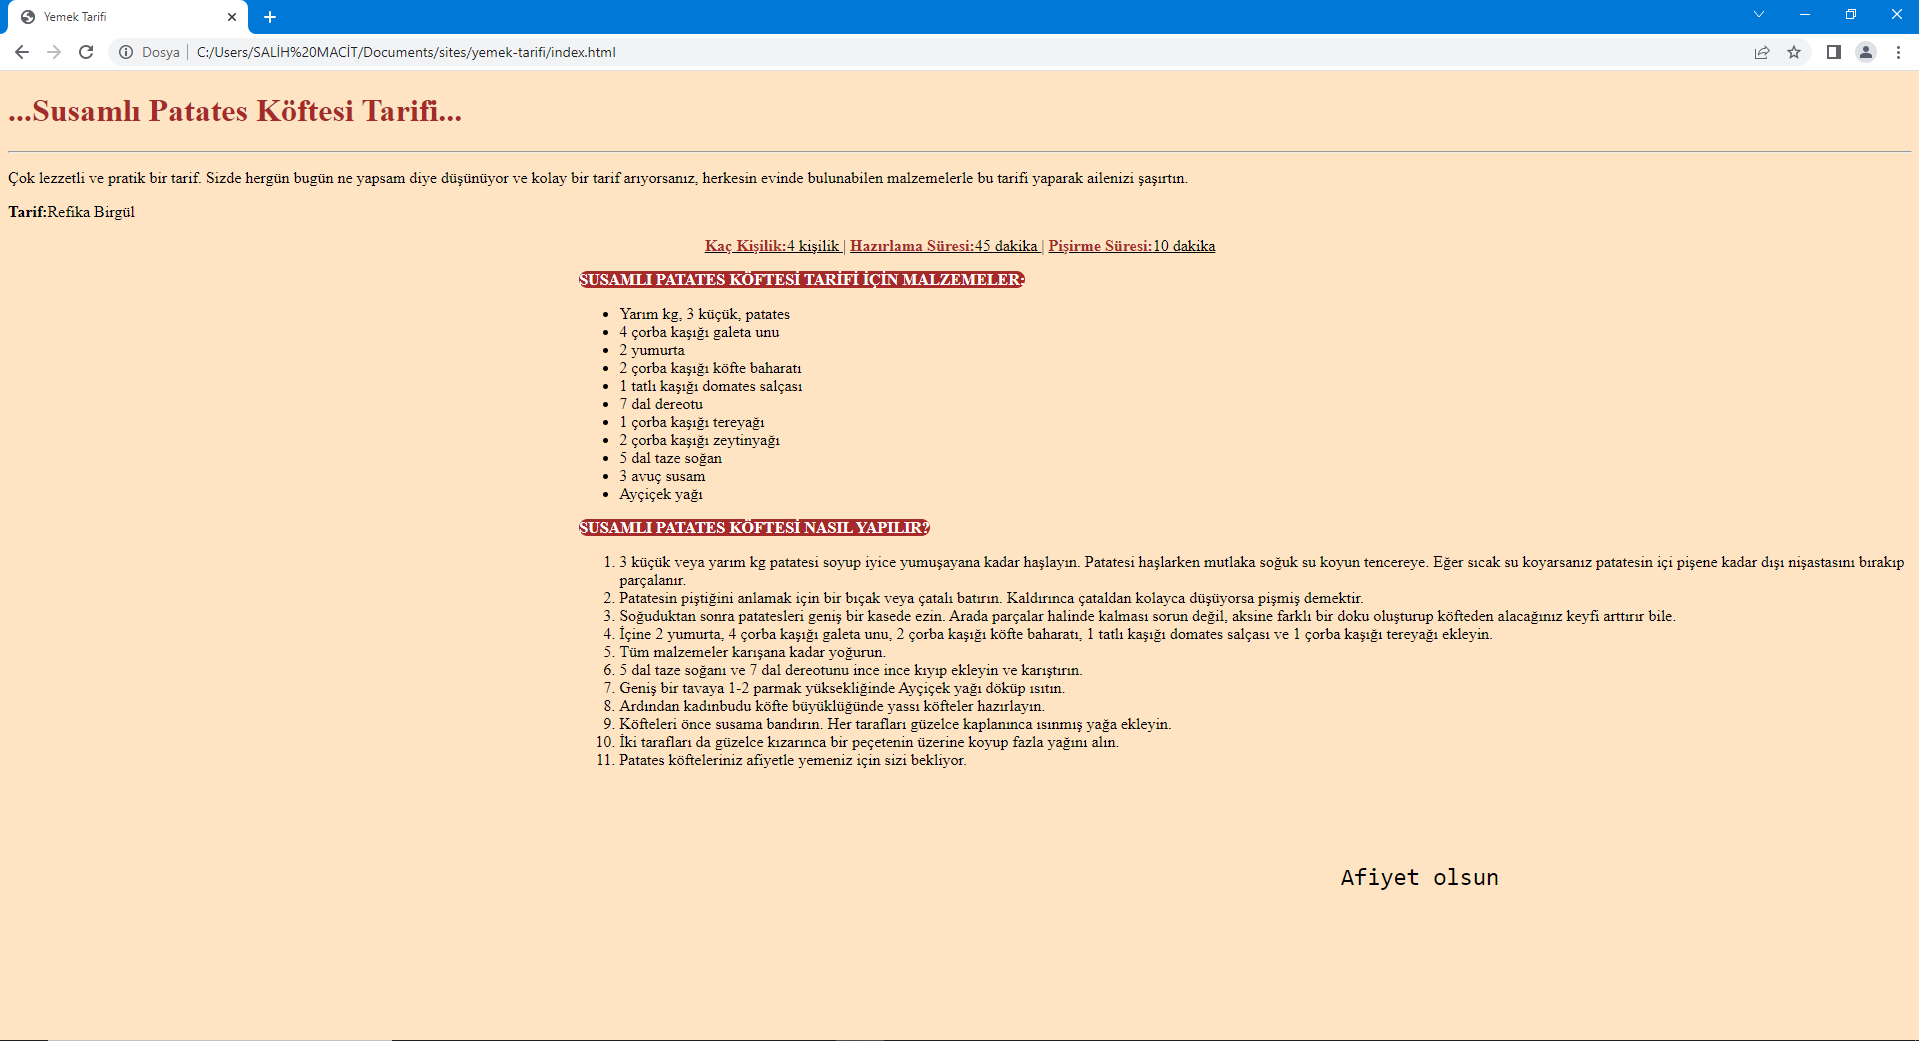 Yemek Tarifi
Dosya | C:/Users/SALİH%20MACİT/Documents/sites/yemek-tarifi/index.html
...Susamlı Patates Köftesi Tarifi...
Çok lezzetli ve pratik bir tarif. Sizde hergün bugün ne yapsam diye düşünüyor ve kolay bir tarif arıyorsanız, herkesin evinde bulunabilen malzemelerle bu tarifi yaparak ailenizi şaşırtın.
Tarif:Refika Birgül
Kaç Kişilik:4 kişilik | Hazırlama Süresi:45 dakika | Pişirme Süresi:10 dakika
SUSAMLI PATATES KÖFTESİ TARİFİ İÇİN MALZEMELER:
• Yarım kg, 3 küçük, patates
• 4 çorba kaşığı galeta unu
• 2 yumurta
• 2 çorba kaşığı köfte baharatı
• 1 tatlı kaşığı domates salçası
• 7 dal dereotu
• 1 çorba kaşığı tereyağı
• 2 çorba kaşığı zeytinyağı
• 5 dal taze soğan
• 3 avuç susam
• Ayçiçek yağı
SUSAMLI PATATES KÖFTESİ NASIL YAPILIR?
1. 3 küçük veya yarım kg patatesi soyup iyice yumuşayana kadar haşlayın. Patatesi haşlarken mutlaka soğuk su koyun tencereye. Eğer sıcak su koyarsanız patatesin içi pişene kadar dışı nişastasını bırakıp
parçalanır.
2. Patatesin piştiğini anlamak için bir bıçak veya çatalı batırın. Kaldırınca çataldan kolayca düşüyorsa pişmiş demektir.
3. Soğuduktan sonra patatesleri geniş bir kasede ezin. Arada parçalar halinde kalması sorun değil, aksine farklı bir doku oluşturup köfteden alacağınız keyfi arttırır bile.
4. İçine 2 yumurta, 4 çorba kaşığı galeta unu, 2 çorba kaşığı köfte baharatı, 1 tatlı kaşığı domates salçası ve 1 çorba kaşığı tereyağı ekleyin.
5. Tüm malzemeler karışana kadar yoğurun.
6. 5 dal taze soğanı ve 7 dal dereotunu ince ince kıyıp ekleyin ve karıştırın.
7. Geniş bir tavaya 1-2 parmak yüksekliğinde Ayçiçek yağı döküp ısıtın.
8. Ardından kadınbudu köfte büyüklüğünde yassı köfteler hazırlayın.
9. Köfteleri önce susama bandırın. Her tarafları güzelce kaplanınca ısınmış yağa ekleyin.
10. İki tarafları da güzelce kızarınca bir peçetenin üzerine koyup fazla yağını alın.
11. Patates köfteleriniz afiyetle yemeniz için sizi bekliyor.
Afiyet olsun